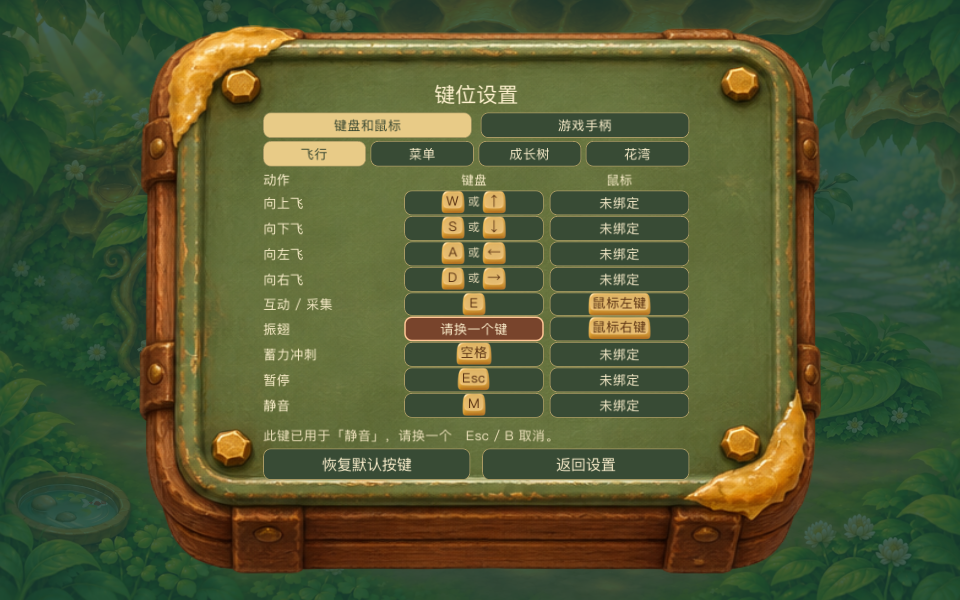 键位设置
键盘和鼠标 游戏手柄
飞行 菜单 成长树 花湾
动作 键盘 鼠标
向上飞 W 或 ↑ 未绑定
向下飞 S 或 ↓ 未绑定
向左飞 A 或 ← 未绑定
向右飞 D 或 → 未绑定
互动 / 采集 E 鼠标左键
振翅 请换一个键 鼠标右键
蓄力冲刺 空格 未绑定
暂停 Esc 未绑定
静音 M 未绑定
此键已用于「静音」，请换一个 Esc / B 取消。
恢复默认按键 返回设置